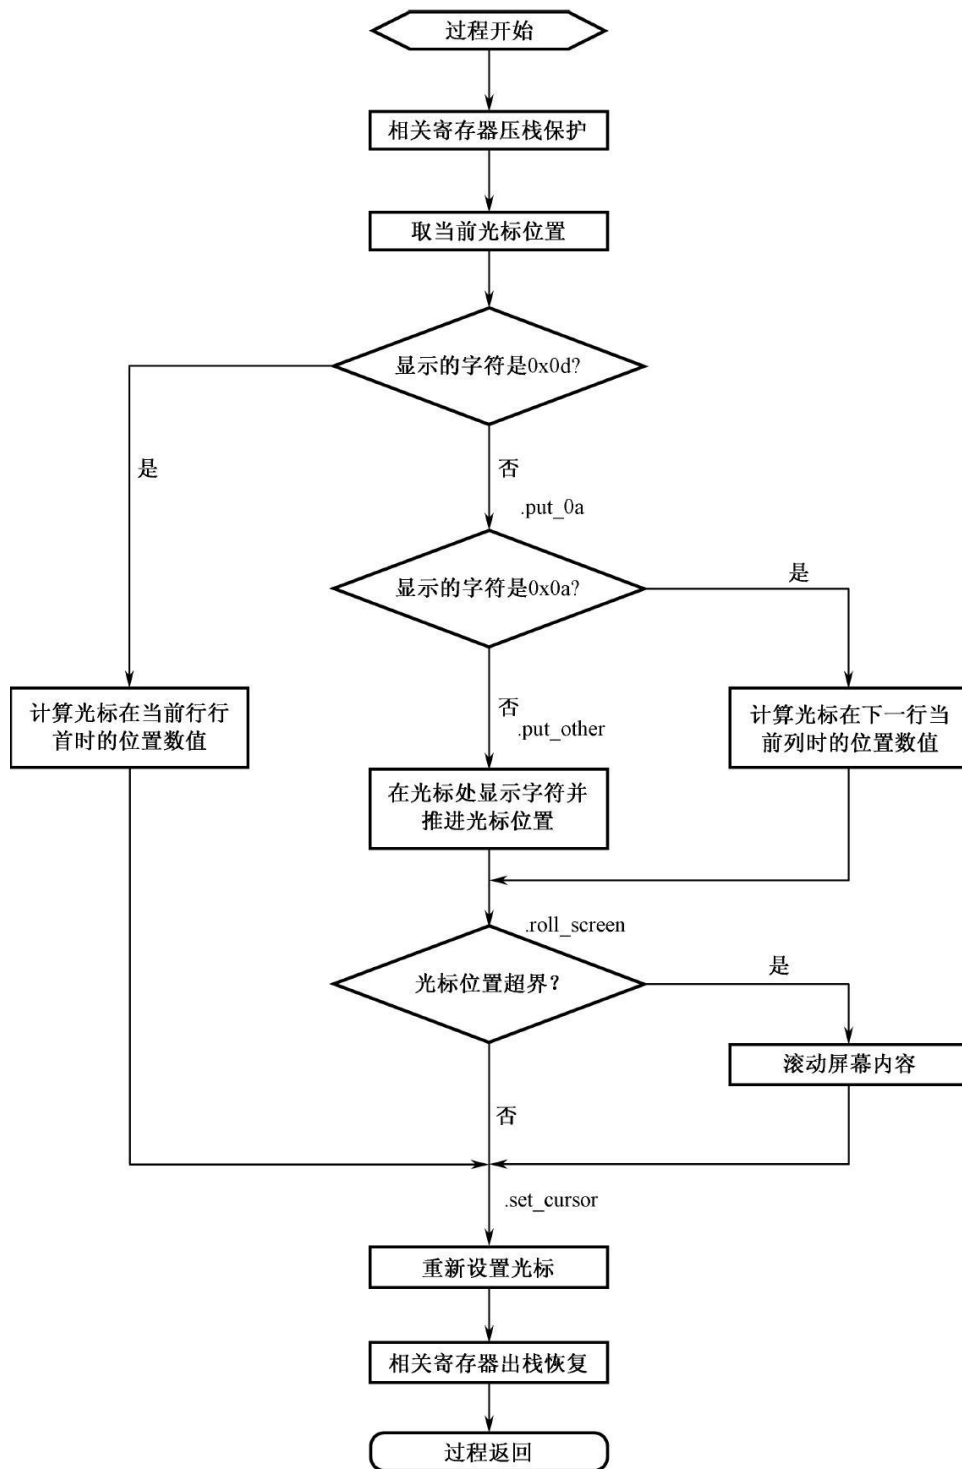 过程开始
相关寄存器压栈保护
取当前光标位置
显示的字符是0x0d?
是
否
.put_0a
显示的字符是0x0a?
是
计算光标在当前行行
首时的位置数值
否
.put_other
计算光标在下一行当
前列时的位置数值
在光标处显示字符并
推进光标位置
.roll_screen
光标位置超界？
是
滚动屏幕内容
否
.set_cursor
重新设置光标
相关寄存器出栈恢复
过程返回